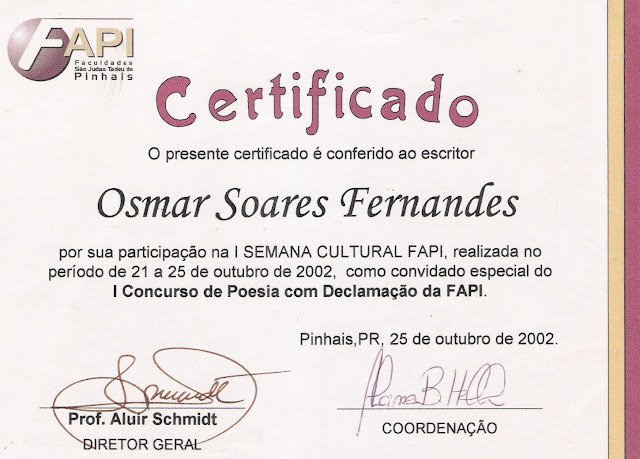 FAPI
Faculdades
São Judas Tadeu de
Pinhais
Certificado
O presente certificado é conferido ao escritor
Osmar Soares Fernandes
por sua participação na I SEMANA CULTURAL FAPI, realizada no
período de 21 a 25 de outubro de 2002, como convidado especial do
I Concurso de Poesia com Declamação da FAPI.
Pinhais,PR, 25 de outubro de 2002.
Prof. Aluir Schmidt
DIRETOR GERAL
COORDENAÇÃO